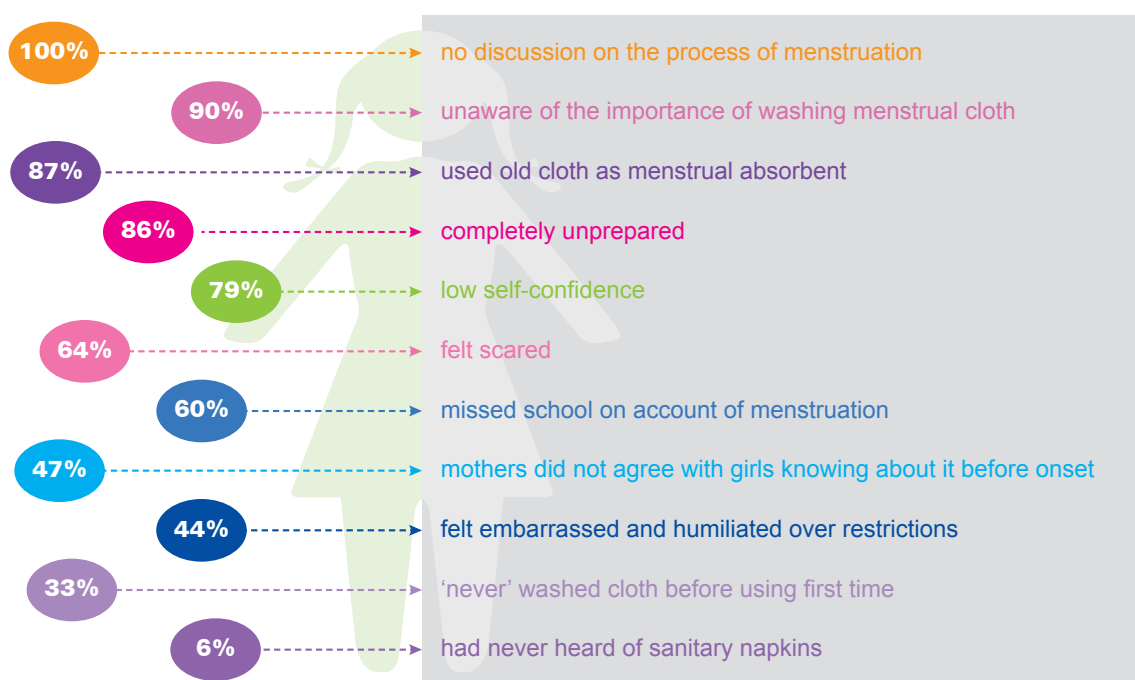 100% no discussion on the process of menstruation
90% unaware of the importance of washing menstrual cloth
87% used old cloth as menstrual absorbent
86% completely unprepared
79% low self-confidence
64% felt scared
60% missed school on account of menstruation
47% mothers did not agree with girls knowing about it before onset
44% felt embarrassed and humiliated over restrictions
33% ‘never’ washed cloth before using first time
6% had never heard of sanitary napkins